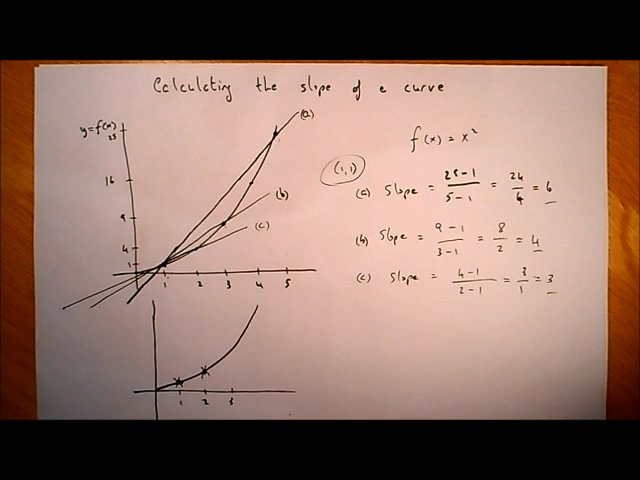 Calculating the slope of a curve
y=f(x)
25
16
9
4
1
1 2 3 4 5
(a)
(b)
(c)
f(x) = x²
(1,1)
(a) Slope = 25-1/5-1 = 24/4 = 6
(b) Slope = 9-1/3-1 = 8/2 = 4
(c) Slope = 4-1/2-1 = 3/1 = 3
1 2 3